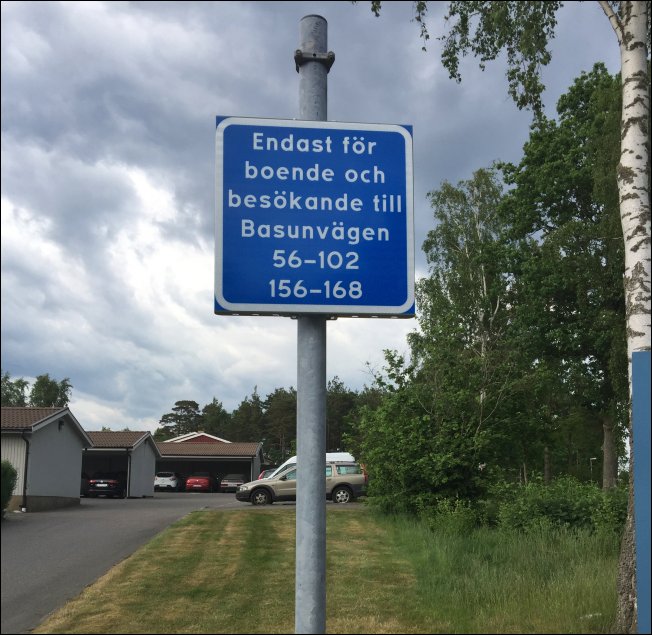 Endast för
boende och
besökande till
Basunvägen
56-102
156-168